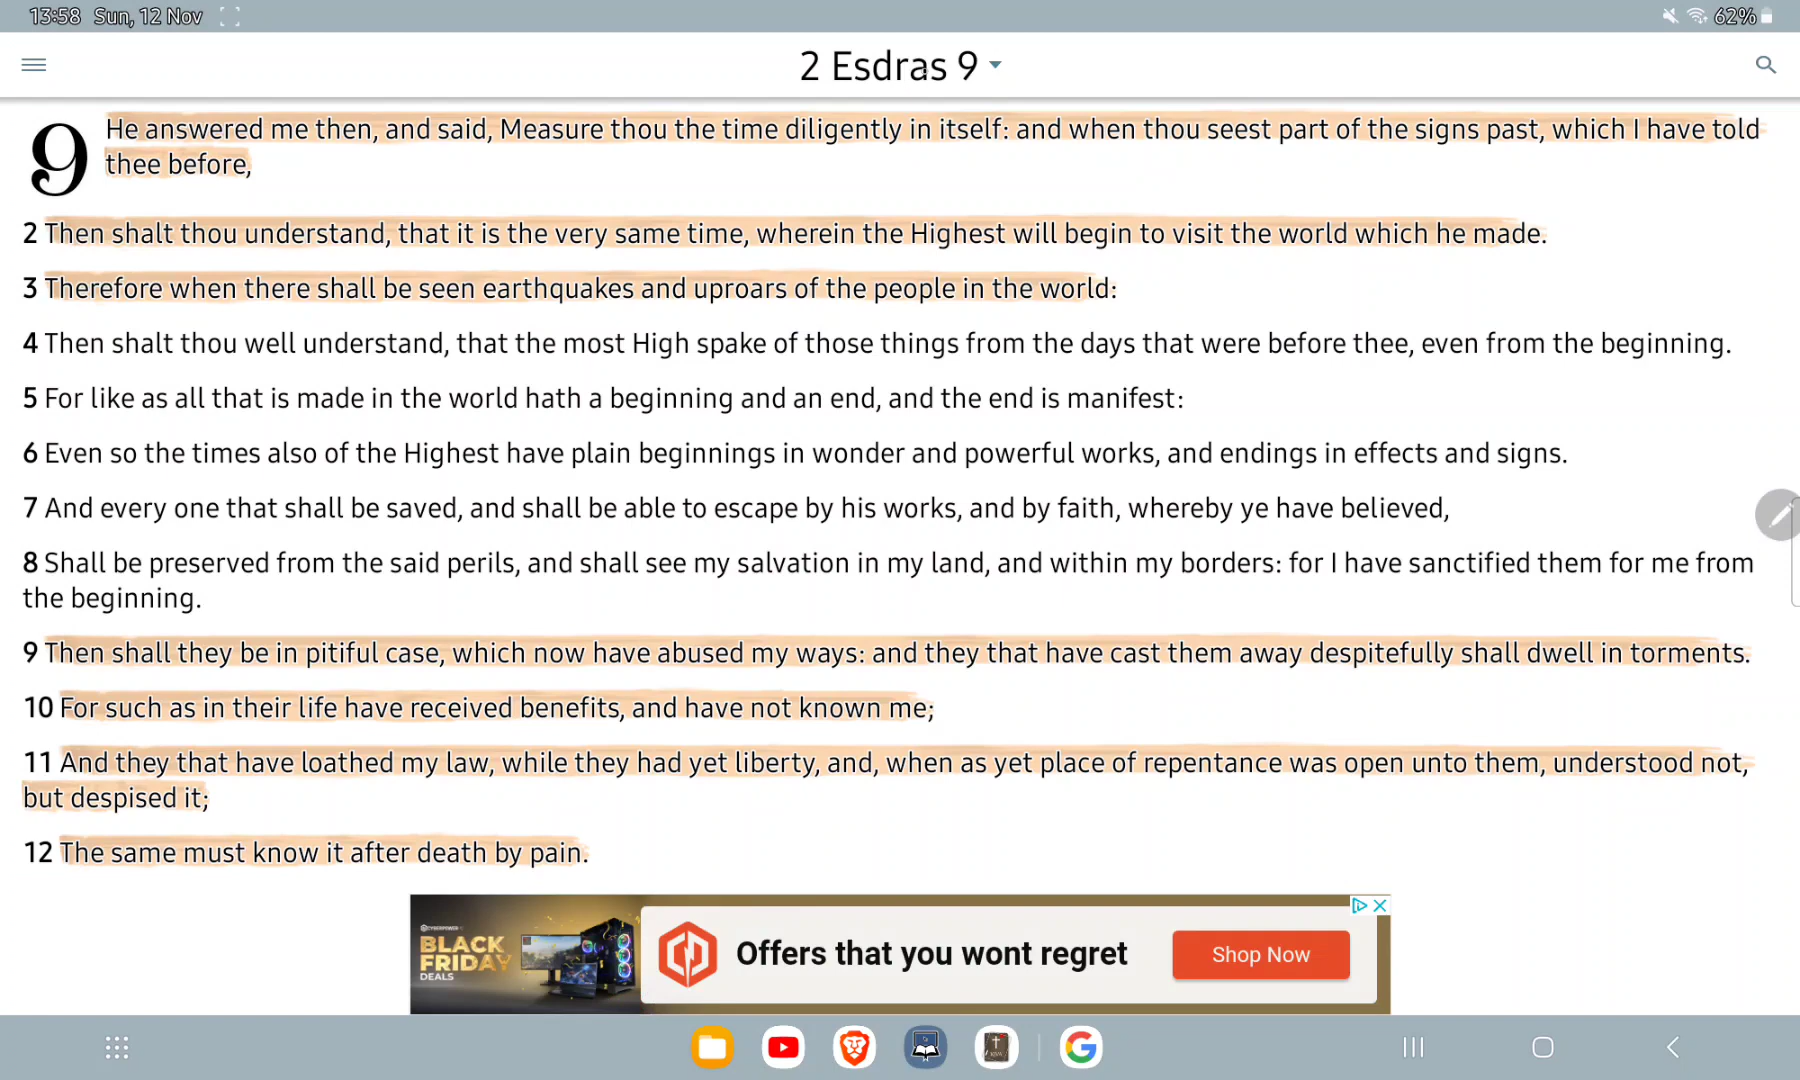 13:58 Sun, 12 Nov
62%
2 Esdras 9
9 He answered me then, and said, Measure thou the time diligently in itself: and when thou seest part of the signs past, which I have told
thee before,
2 Then shalt thou understand, that it is the very same time, wherein the Highest will begin to visit the world which he made.
3 Therefore when there shall be seen earthquakes and uproars of the people in the world:
4 Then shalt thou well understand, that the most High spake of those things from the days that were before thee, even from the beginning.
5 For like as all that is made in the world hath a beginning and an end, and the end is manifest:
6 Even so the times also of the Highest have plain beginnings in wonder and powerful works, and endings in effects and signs.
7 And every one that shall be saved, and shall be able to escape by his works, and by faith, whereby ye have believed,
8 Shall be preserved from the said perils, and shall see my salvation in my land, and within my borders: for I have sanctified them for me from
the beginning.
9 Then shall they be in pitiful case, which now have abused my ways: and they that have cast them away despitefully shall dwell in torments.
10 For such as in their life have received benefits, and have not known me;
11 And they that have loathed my law, while they had yet liberty, and, when as yet place of repentance was open unto them, understood not,
but despised it;
12 The same must know it after death by pain.
CYBERPOWER
BLACK
FRIDAY
DEALS
Offers that you wont regret
Shop Now